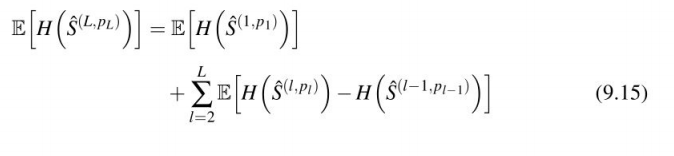 𝔼[H(Ŝ^{(L,p_L)})] = 𝔼[H(Ŝ^{(1,p_1)})]
+ ∑_{l=2}^{L} 𝔼[H(Ŝ^{(l,p_l)}) − H(Ŝ^{(l−1,p_{l−1})})] (9.15)